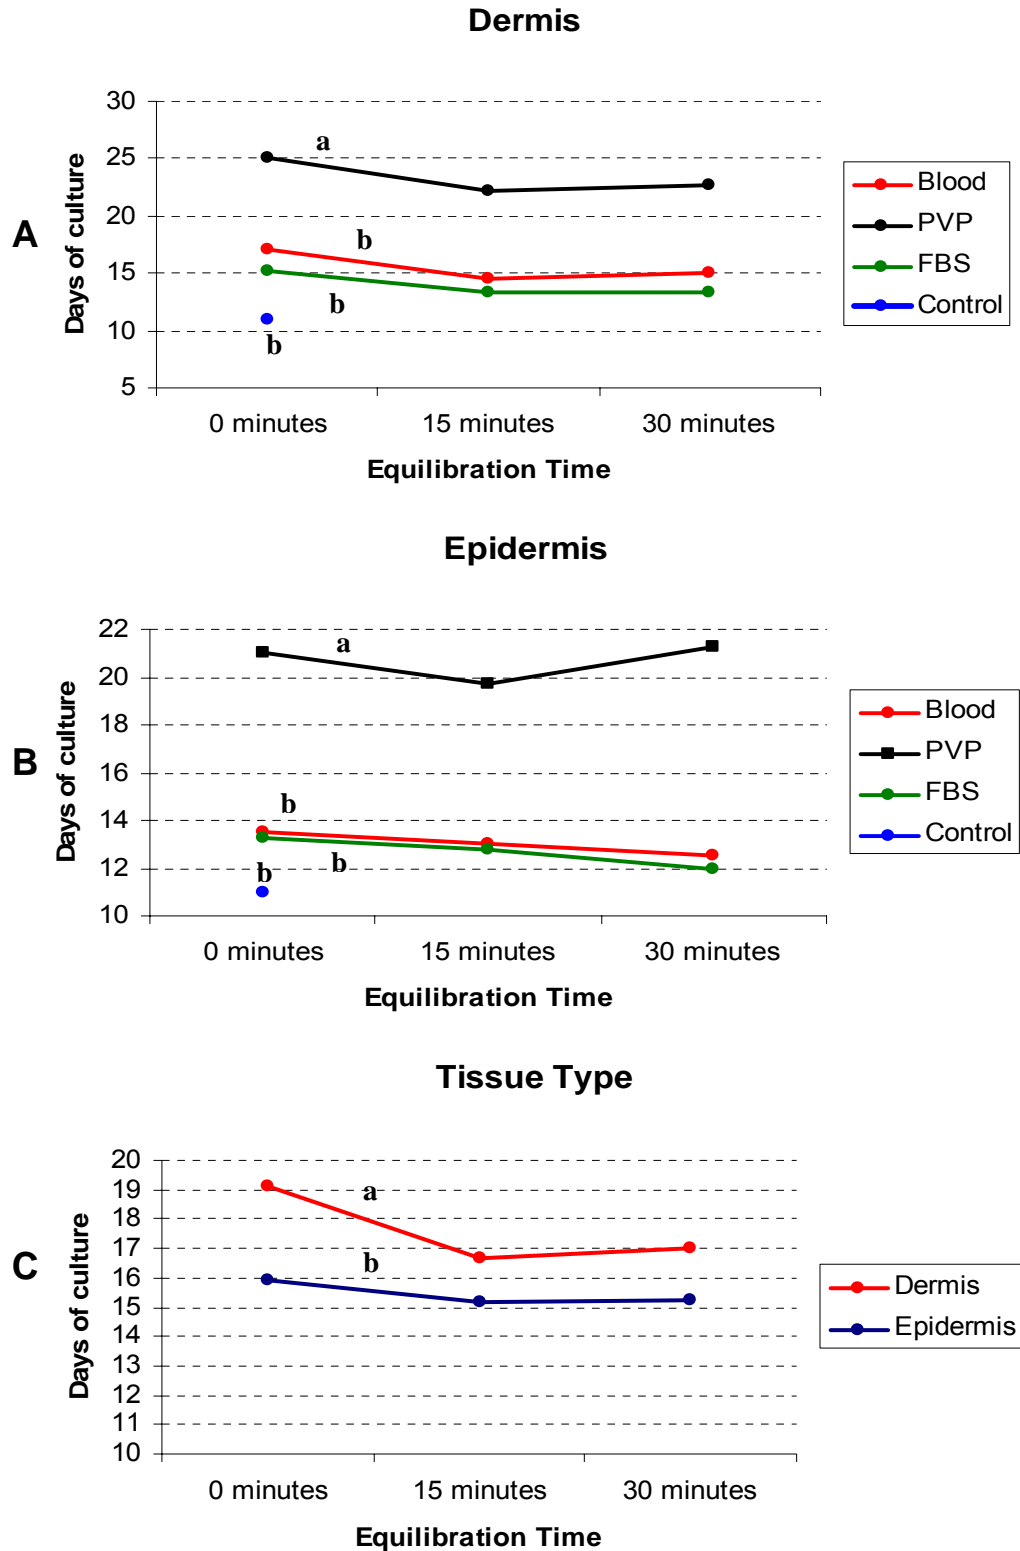 Dermis
30
25
20
15
10
5
Days of culture
A
a
b
b
b
0 minutes 15 minutes 30 minutes
Equilibration Time
Blood
PVP
FBS
Control
Epidermis
22
20
18
16
14
12
10
Days of culture
B
a
b
b
b
0 minutes 15 minutes 30 minutes
Equilibration Time
Blood
PVP
FBS
Control
Tissue Type
20
19
18
17
16
15
14
13
12
11
10
Days of culture
C
a
b
0 minutes 15 minutes 30 minutes
Equilibration Time
Dermis
Epidermis